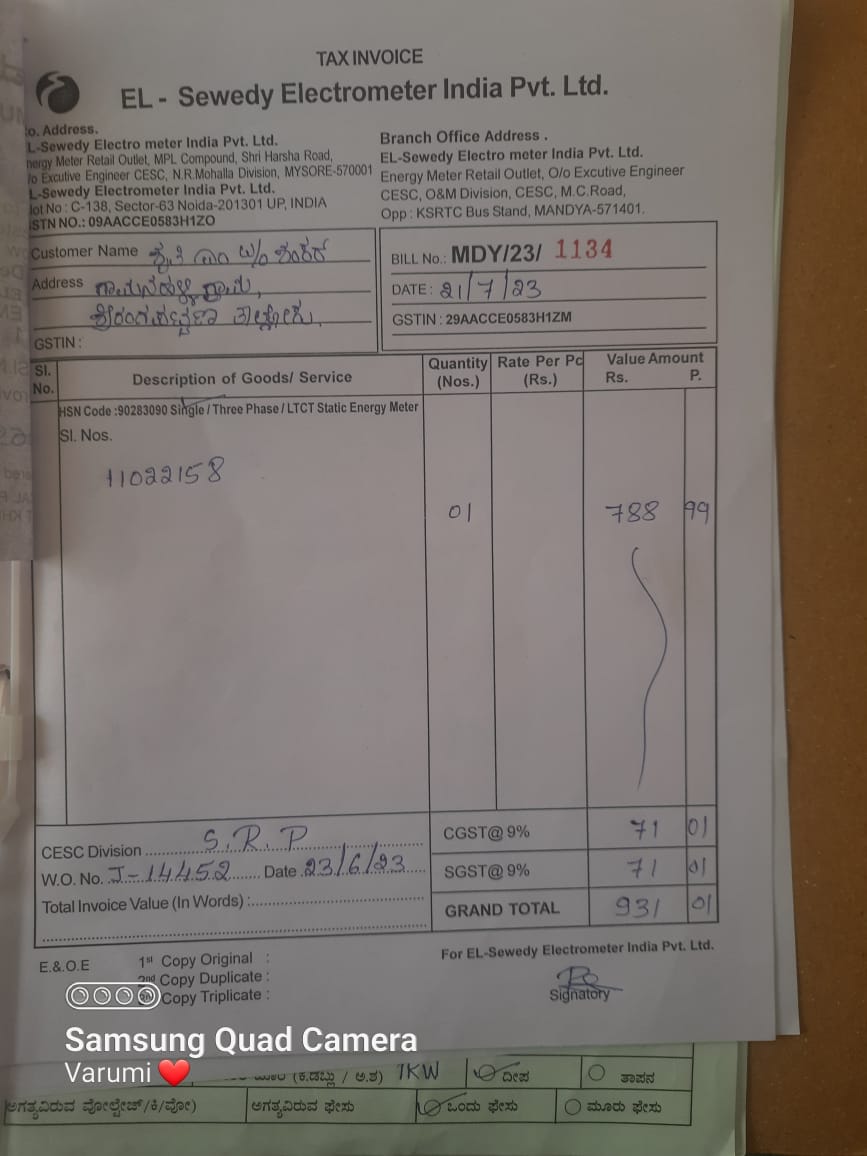 TAX INVOICE
EL - Sewedy Electrometer India Pvt. Ltd.
o. Address.
L-Sewedy Electro meter India Pvt. Ltd.
nergy Meter Retail Outlet, MPL Compound, Shri Harsha Road,
/o Excutive Engineer CESC, N.R.Mohalla Division, MYSORE-570001
L-Sewedy Electrometer India Pvt. Ltd.
lot No : C-138, Sector-63 Noida-201301 UP, INDIA
STN NO.: 09AACCE0583H1ZO
Branch Office Address .
EL-Sewedy Electro meter India Pvt. Ltd.
Energy Meter Retail Outlet, O/o Excutive Engineer
CESC, O&M Division, CESC, M.C.Road,
Opp : KSRTC Bus Stand, MANDYA-571401.
Customer Name
Address
GSTIN :
BILL No.: MDY/23/ 1134
DATE : 21/7/23
GSTIN : 29AACCE0583H1ZM
Sl. No. Description of Goods/ Service Quantity (Nos.) Rate Per Pc (Rs.) Value Amount Rs. P.
HSN Code :90283090 Single / Three Phase / LTCT Static Energy Meter
Sl. Nos.
11022158
01 788 99
CESC Division S.R.P
W.O. No. J-14452 Date 23/6/23
Total Invoice Value (In Words) :
CGST@ 9% 71 01
SGST@ 9% 71 01
GRAND TOTAL 931 01
E.& O.E
1st Copy Original :
2nd Copy Duplicate :
Copy Triplicate :
For EL-Sewedy Electrometer India Pvt. Ltd.
Signatory
Samsung Quad Camera
Varumi ❤️
(ಕಿ.ಡಬ್ಲು / ಅ.ಶ) 1KW ದೀಪ ತಾಪನ
ಅಗತ್ಯವಿರುವ ವೋಲ್ಟೇಜ್/ಕಿ/ವೋ) ಅಗತ್ಯವಿರುವ ಫೇಸು ಒಂದು ಫೇಸು ಮೂರು ಫೇಸು